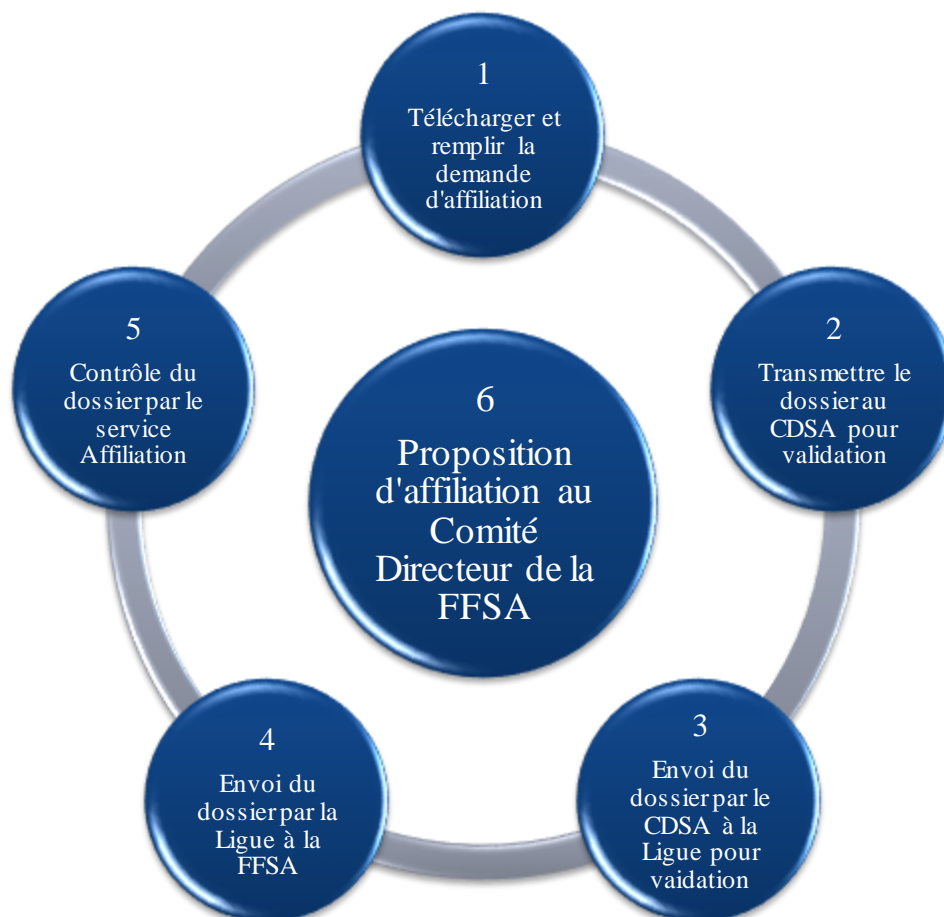 1
Télécharger et
remplir la
demande
d'affiliation
2
Transmettre le
dossier au
CDSA pour
validation
3
Envoi du
dossier par le
CDSA à la
Ligue pour
vaidation
4
Envoi du
dossier par la
Ligue à la
FFSA
5
Contrôle du
dossier par le
service
Affiliation
6
Proposition
d'affiliation au
Comité
Directeur de la
FFSA